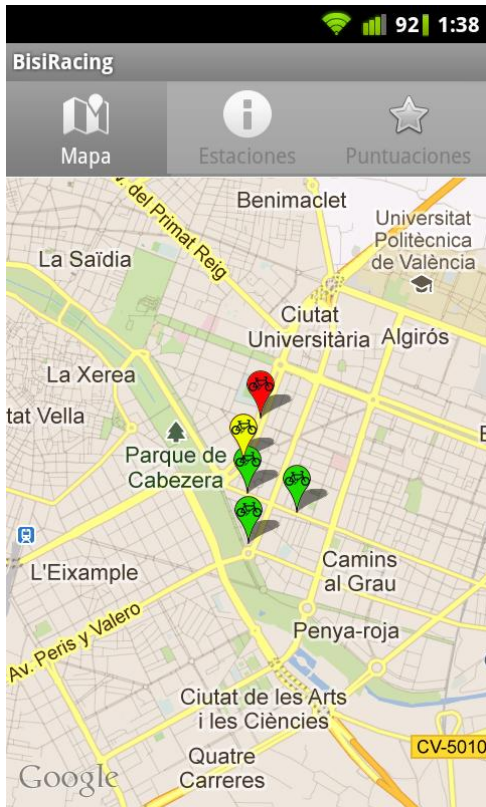 92 1:38
BisiRacing
Mapa
Estaciones
Puntuaciones
Av. del Primat Reig
Benimaclet
Universitat
Politècnica
de València
La Saïdia
Ciutat
Universitària
Algirós
La Xerea
tat Vella
E
Parque de
Cabezera
L'Eixample
Camins
al Grau
Av. Peris y Valero
Penya-roja
Ciutat de les Arts
i les Ciències
CV-5010
Quatre
Carreres
Google